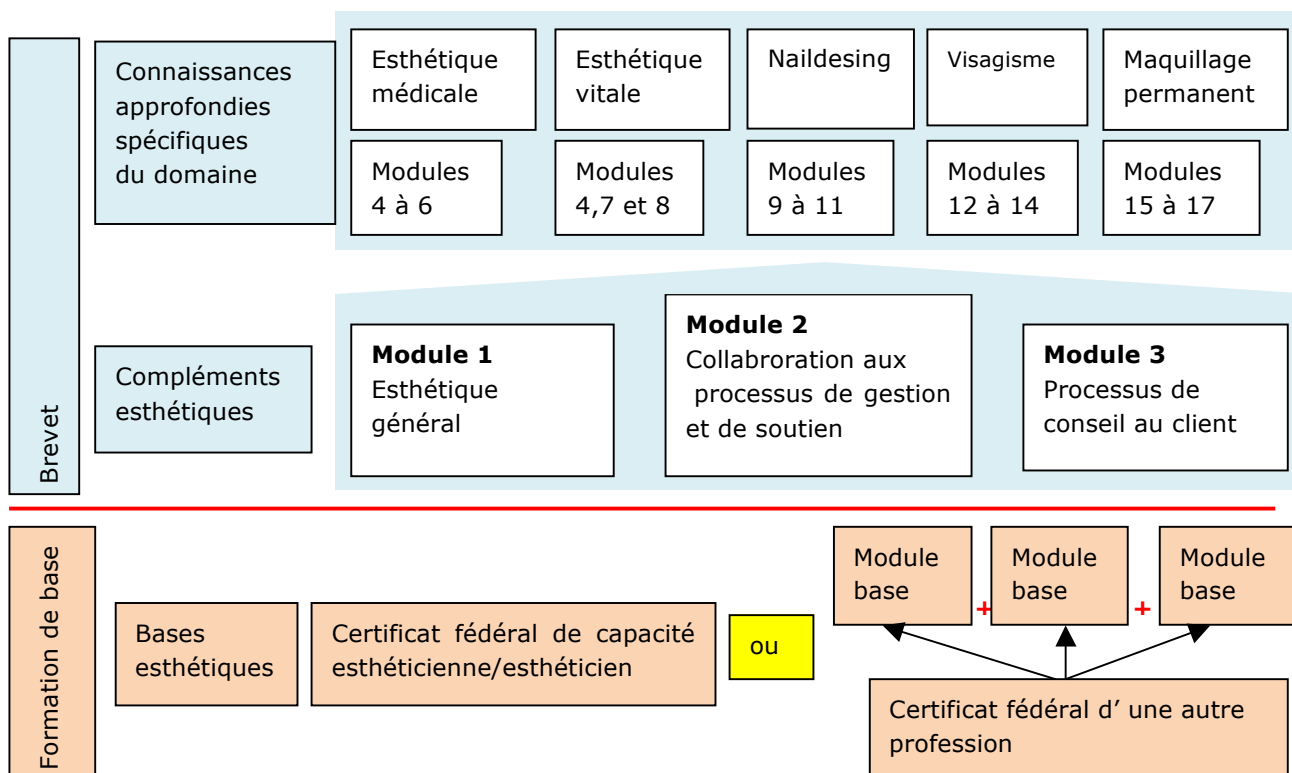 Brevet
Connaissances
approfondies
spécifiques
du domaine
Esthétique
médicale
Esthétique
vitale
Naildesing
Visagisme
Maquillage
permanent
Modules
4 à 6
Modules
4,7 et 8
Modules
9 à 11
Modules
12 à 14
Modules
15 à 17
Compléments
esthétiques
Module 1
Esthétique
général
Module 2
Collabroration aux
processus de gestion
et de soutien
Module 3
Processus de
conseil au client
Formation de base
Bases
esthétiques
Certificat fédéral de capacité
esthéticienne/esthéticien
ou
Module
base
+
Module
base
+
Module
base
Certificat fédéral d' une autre
profession